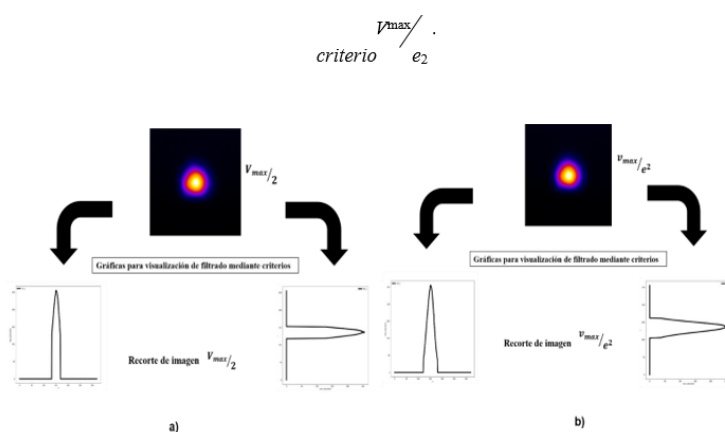 Vmax/ .
criterio e2
Vmax/2
vmax/e²
Gráficas para visualización de filtrado mediante criterios
Gráficas para visualización de filtrado mediante criterios
Recorte de imagen Vmax/2
Recorte de imagen vmax/e²
a)
b)